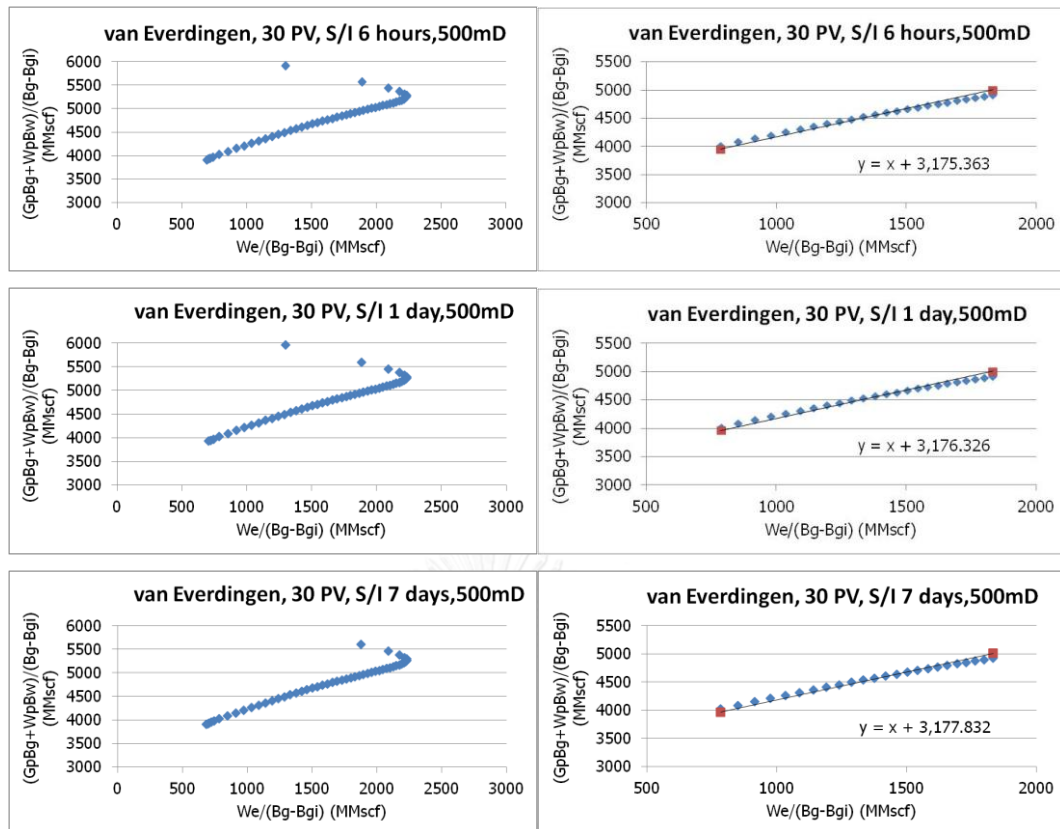 van Everdingen, 30 PV, S/I 6 hours,500mD
(GpBg+WpBw)/(Bg-Bgi)
(MMscf)
6000
5500
5000
4500
4000
3500
3000
0 500 1000 1500 2000 2500 3000
We/(Bg-Bgi) (MMscf)
van Everdingen, 30 PV, S/I 6 hours,500mD
(GpBg+WpBw)/(Bg-Bgi)
(MMscf)
5500
5000
4500
4000
3500
3000
y = x + 3,175.363
500 1000 1500 2000
We/(Bg-Bgi) (MMscf)
van Everdingen, 30 PV, S/I 1 day,500mD
(GpBg+WpBw)/(Bg-Bgi)
(MMscf)
6000
5500
5000
4500
4000
3500
3000
0 500 1000 1500 2000 2500 3000
We/(Bg-Bgi) (MMscf)
van Everdingen, 30 PV, S/I 1 day,500mD
(GpBg+WpBw)/(Bg-Bgi)
(MMscf)
5500
5000
4500
4000
3500
3000
y = x + 3,176.326
500 1000 1500 2000
We/(Bg-Bgi) (MMscf)
van Everdingen, 30 PV, S/I 7 days,500mD
(GpBg+WpBw)/(Bg-Bgi)
(MMscf)
6000
5500
5000
4500
4000
3500
3000
0 500 1000 1500 2000 2500 3000
We/(Bg-Bgi) (MMscf)
van Everdingen, 30 PV, S/I 7 days,500mD
(GpBg+WpBw)/(Bg-Bgi)
(MMscf)
5500
5000
4500
4000
3500
3000
y = x + 3,177.832
500 1000 1500 2000
We/(Bg-Bgi) (MMscf)